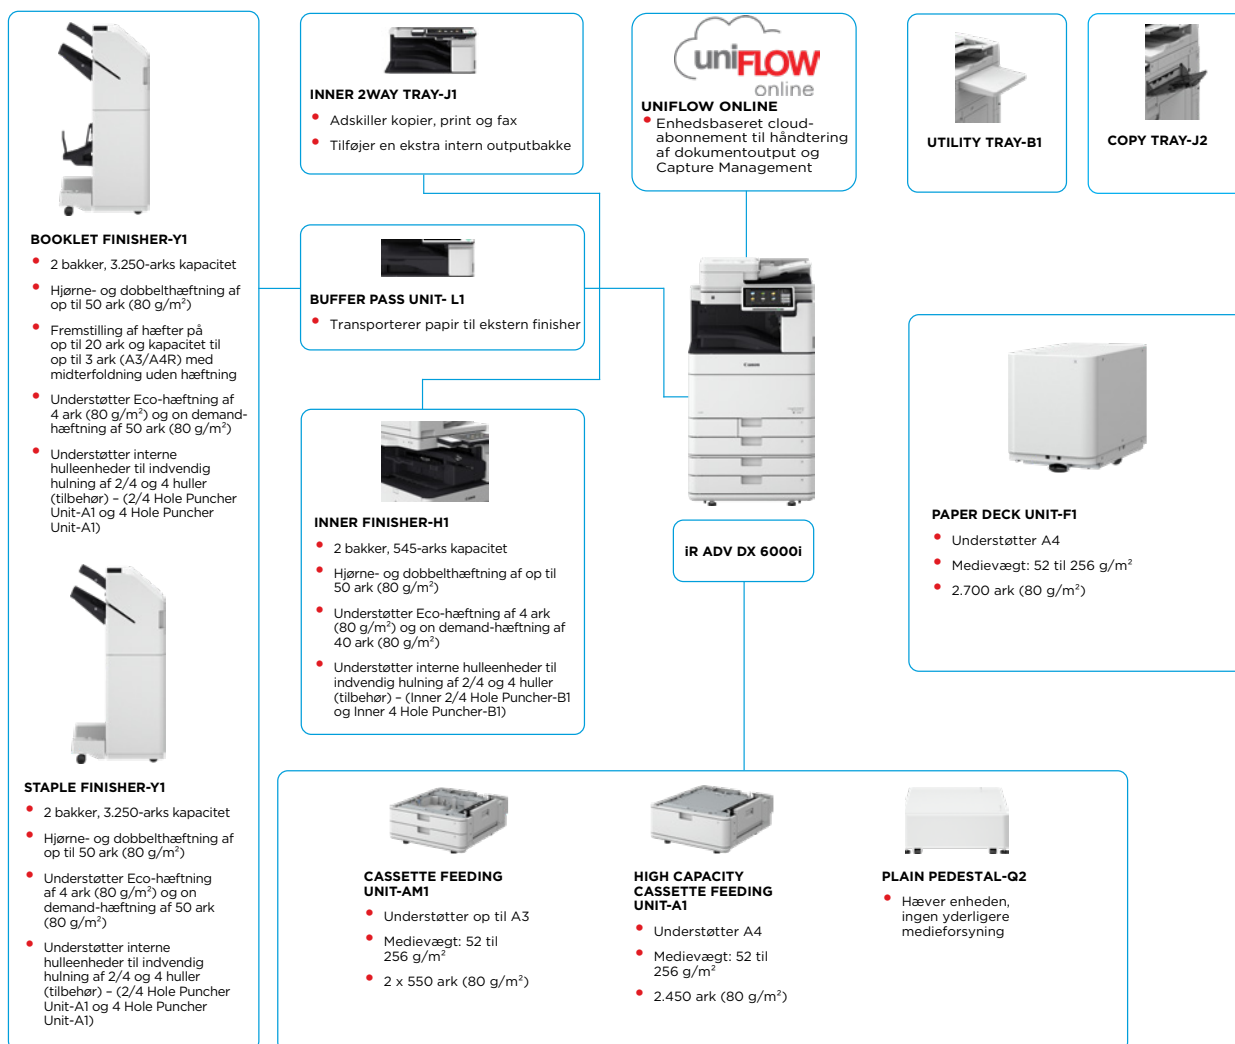 BOOKLET FINISHER-Y1
2 bakker, 3.250-arks kapacitet
Hjørne- og dobbelthæftning af
op til 50 ark (80 g/m²)
Fremstilling af hæfter på
op til 20 ark og kapacitet til
op til 3 ark (A3/A4R) med
midterfoldning uden hæftning
Understøtter Eco-hæftning af
4 ark (80 g/m²) og on demand-
hæftning af 50 ark (80 g/m²)
Understøtter interne
hulleenheder til indvendig
hulning af 2/4 og 4 huller
(tilbehør) – (2/4 Hole Puncher
Unit-A1 og 4 Hole Puncher
Unit-A1)
STAPLE FINISHER-Y1
2 bakker, 3.250-arks kapacitet
Hjørne- og dobbelthæftning af
op til 50 ark (80 g/m²)
Understøtter Eco-hæftning
af 4 ark (80 g/m²) og on
demand-hæftning af 50 ark
(80 g/m²)
Understøtter interne
hulleenheder til indvendig
hulning af 2/4 og 4 huller
(tilbehør) – (2/4 Hole Puncher
Unit-A1 og 4 Hole Puncher
Unit-A1)
INNER 2WAY TRAY-J1
Adskiller kopier, print og fax
Tilføjer en ekstra intern outputbakke
BUFFER PASS UNIT- L1
Transporterer papir til ekstern finisher
INNER FINISHER-H1
2 bakker, 545-arks kapacitet
Hjørne- og dobbelthæftning af op til
50 ark (80 g/m²)
Understøtter Eco-hæftning af 4 ark
(80 g/m²) og on demand-hæftning af
40 ark (80 g/m²)
Understøtter interne hulleenheder til
indvendig hulning af 2/4 og 4 huller
(tilbehør) – (Inner 2/4 Hole Puncher-B1
og Inner 4 Hole Puncher-B1)
uniFLOW
online
UNIFLOW ONLINE
Enhedsbaseret cloud-
abonnement til håndtering
af dokumentoutput og
Capture Management
Canon
iR ADV DX 6000i
UTILITY TRAY-B1
COPY TRAY-J2
PAPER DECK UNIT-F1
Understøtter A4
Medievægt: 52 til 256 g/m²
2.700 ark (80 g/m²)
CASSETTE FEEDING
UNIT-AM1
Understøtter op til A3
Medievægt: 52 til
256 g/m²
2 x 550 ark (80 g/m²)
HIGH CAPACITY
CASSETTE FEEDING
UNIT-A1
Understøtter A4
Medievægt: 52 til
256 g/m²
2.450 ark (80 g/m²)
PLAIN PEDESTAL-Q2
Hæver enheden,
ingen yderligere
medieforsyning